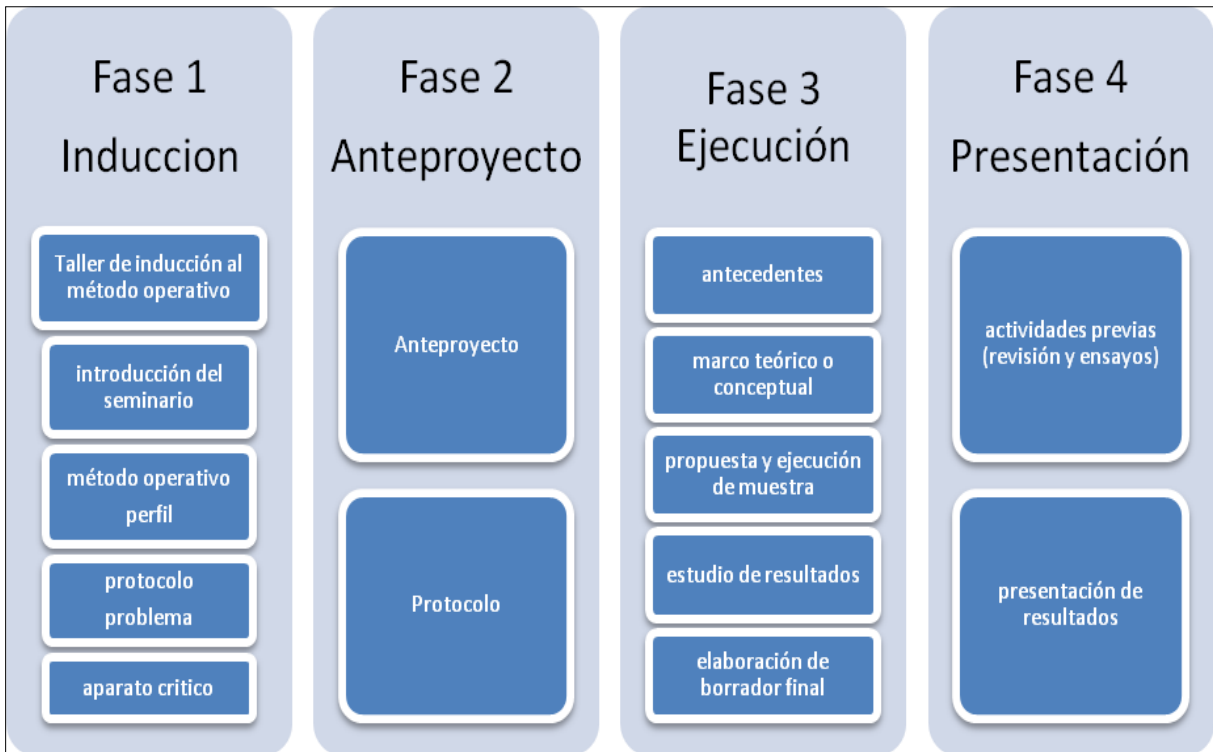 Fase 1
Induccion
Taller de inducción al
método operativo
introducción del
seminario
método operativo
perfil
protocolo
problema
aparato critico
Fase 2
Anteproyecto
Anteproyecto
Protocolo
Fase 3
Ejecución
antecedentes
marco teórico o
conceptual
propuesta y ejecución
de muestra
estudio de resultados
elaboración de
borrador final
Fase 4
Presentación
actividades previas
(revisión y ensayos)
presentación de
resultados